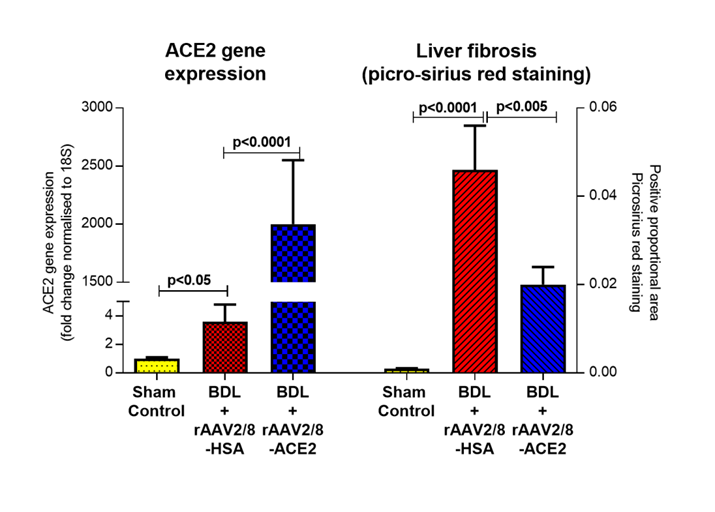 ACE2 gene
expression
Liver fibrosis
(picro-sirius red staining)
3000
2500
2000
1500
4
2
0
ACE2 gene expression
(fold change normalised to 18S)
p<0.05
p<0.0001
p<0.0001
p<0.005
0.06
0.04
0.02
0.00
Positive proportional area
Picrosirius red staining
Sham
Control
BDL
+
rAAV2/8
-HSA
BDL
+
rAAV2/8
-ACE2
Sham
Control
BDL
+
rAAV2/8
-HSA
BDL
+
rAAV2/8
-ACE2